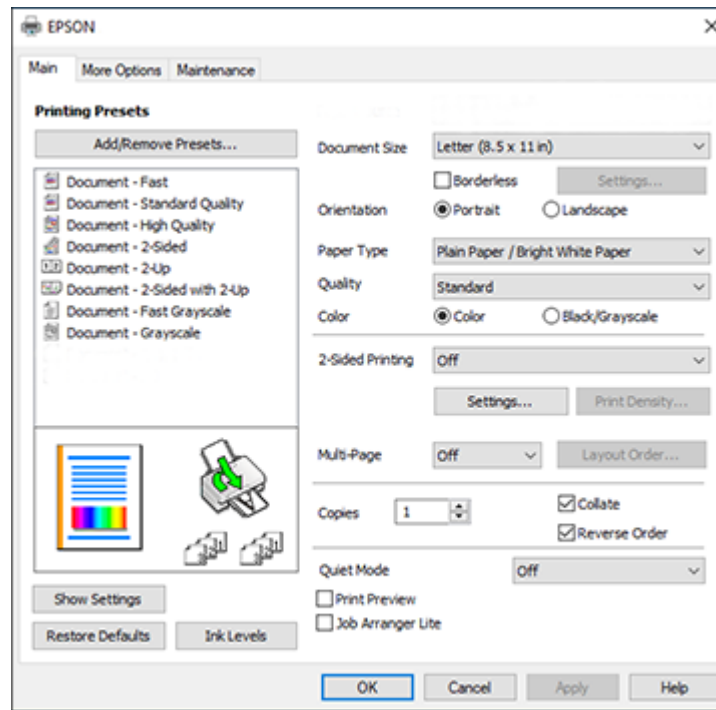 EPSON
Main More Options Maintenance
Printing Presets
Add/Remove Presets...
Document - Fast
Document - Standard Quality
Document - High Quality
Document - 2-Sided
Document - 2-Up
Document - 2-Sided with 2-Up
Document - Fast Grayscale
Document - Grayscale
Show Settings
Restore Defaults Ink Levels
Document Size Letter (8.5 x 11 in)
Borderless Settings...
Orientation Portrait Landscape
Paper Type Plain Paper / Bright White Paper
Quality Standard
Color Color Black/Grayscale
2-Sided Printing Off
Settings... Print Density...
Multi-Page Off Layout Order...
Copies 1 Collate
Reverse Order
Quiet Mode Off
Print Preview
Job Arranger Lite
OK Cancel Apply Help